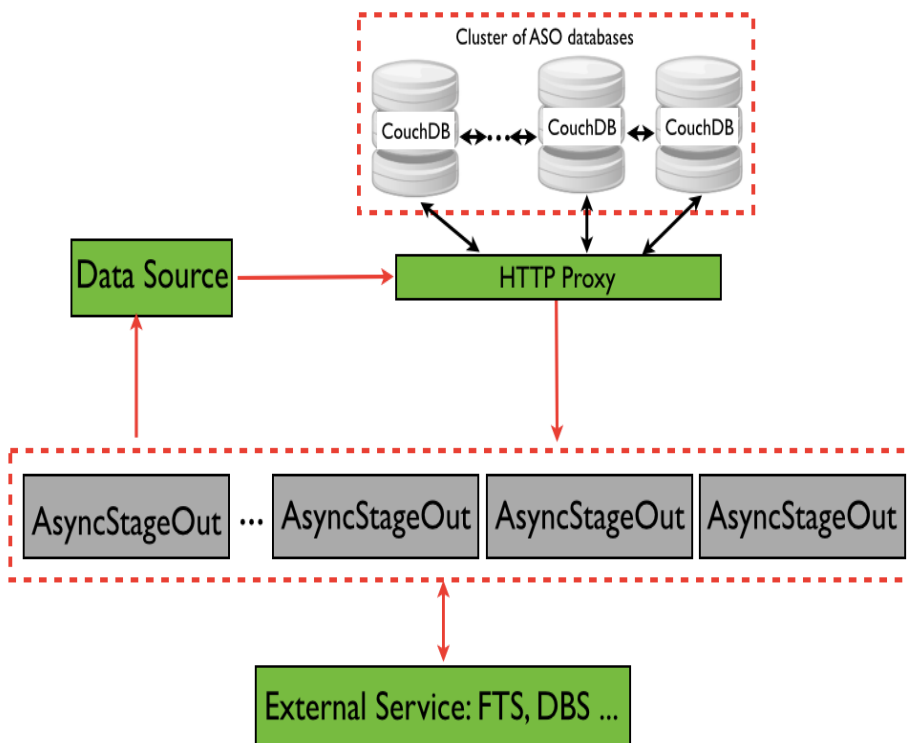 Cluster of ASO databases
CouchDB ... CouchDB CouchDB
Data Source
HTTP Proxy
AsyncStageOut ... AsyncStageOut AsyncStageOut AsyncStageOut
External Service: FTS, DBS ...